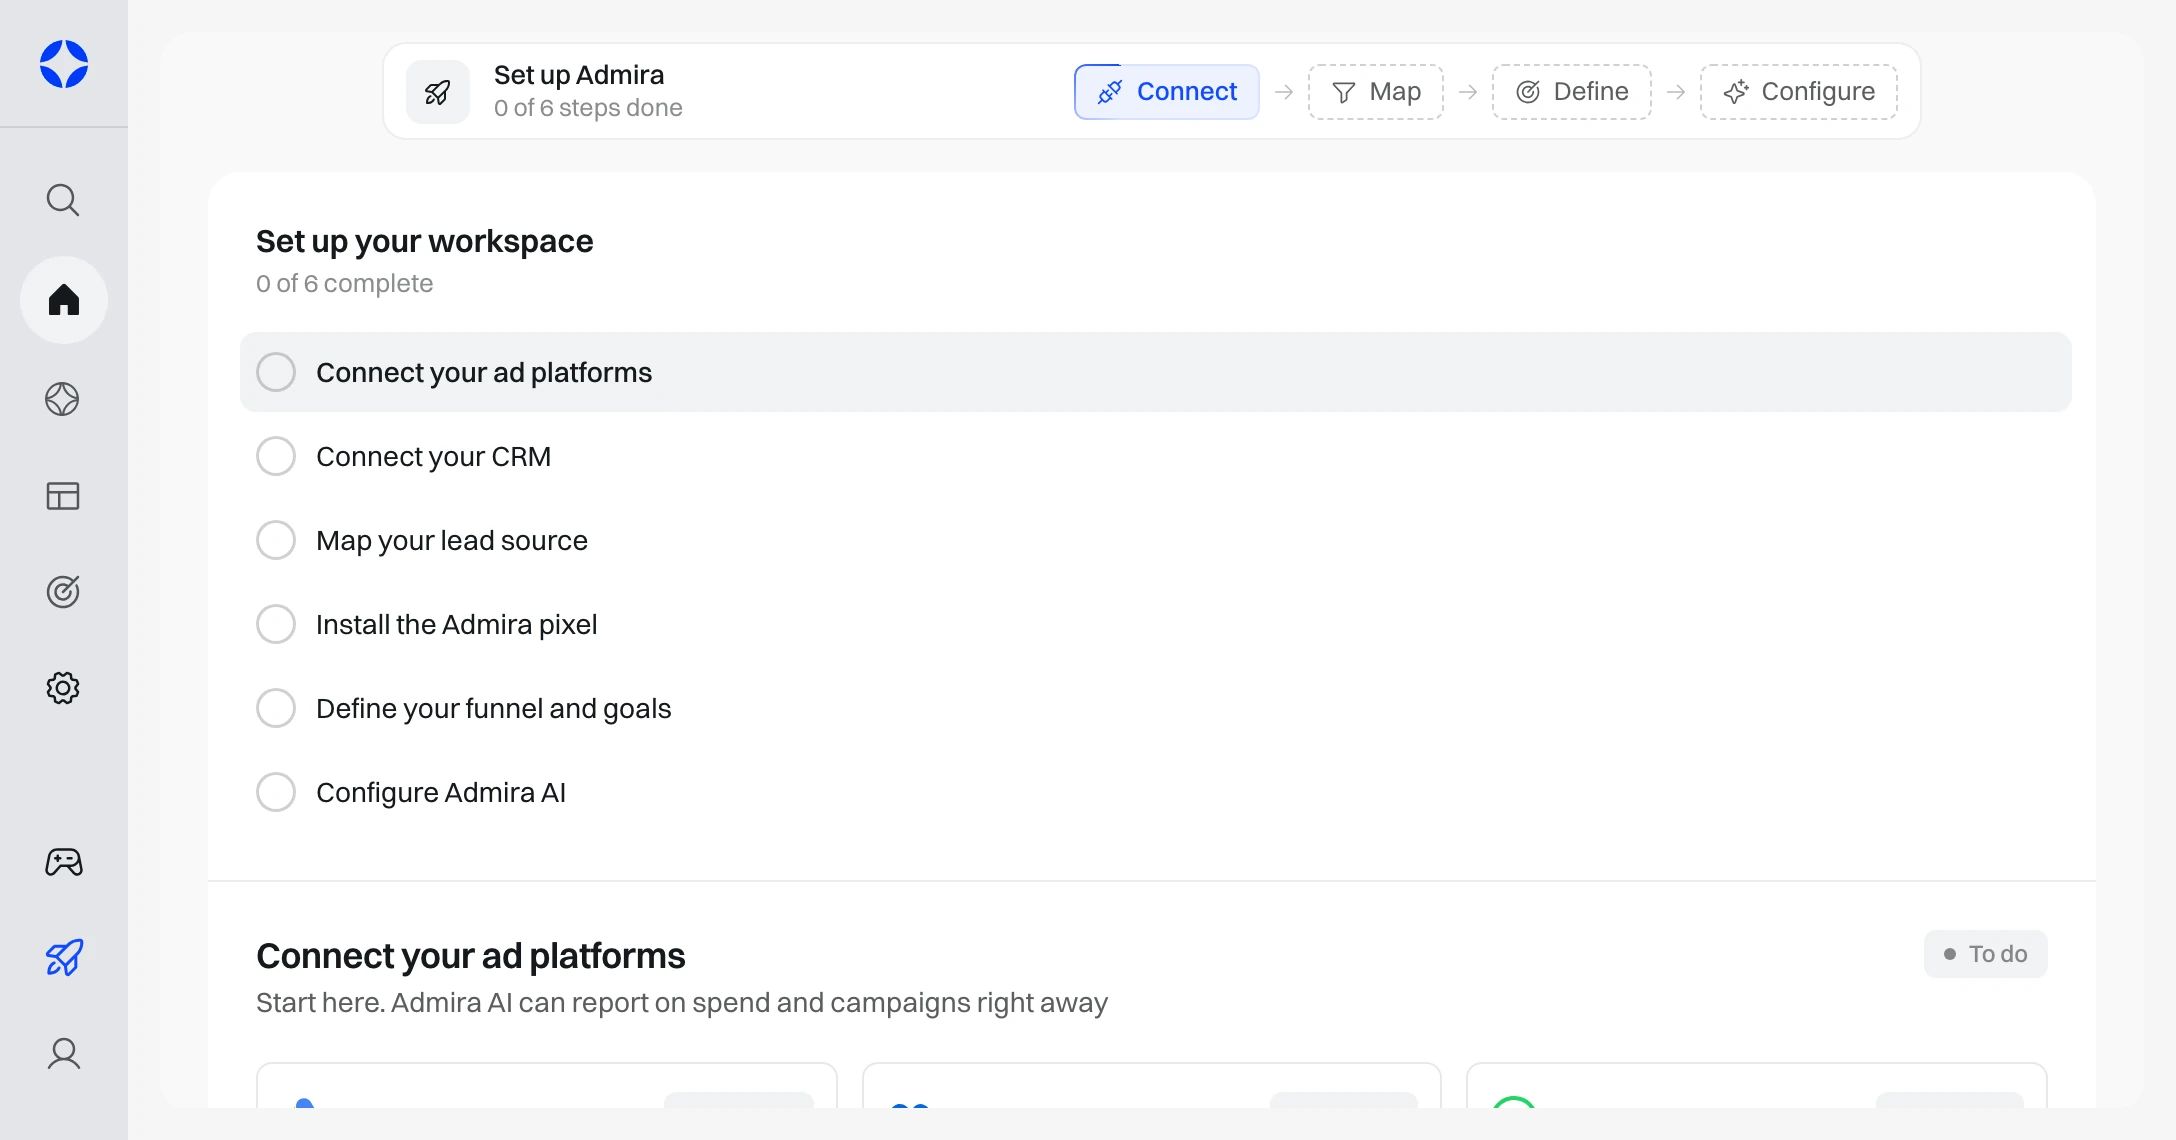 Set up Admira
0 of 6 steps done
Connect
Map
Define
Configure
Set up your workspace
0 of 6 complete
Connect your ad platforms
Connect your CRM
Map your lead source
Install the Admira pixel
Define your funnel and goals
Configure Admira AI
Connect your ad platforms
To do
Start here. Admira AI can report on spend and campaigns right away